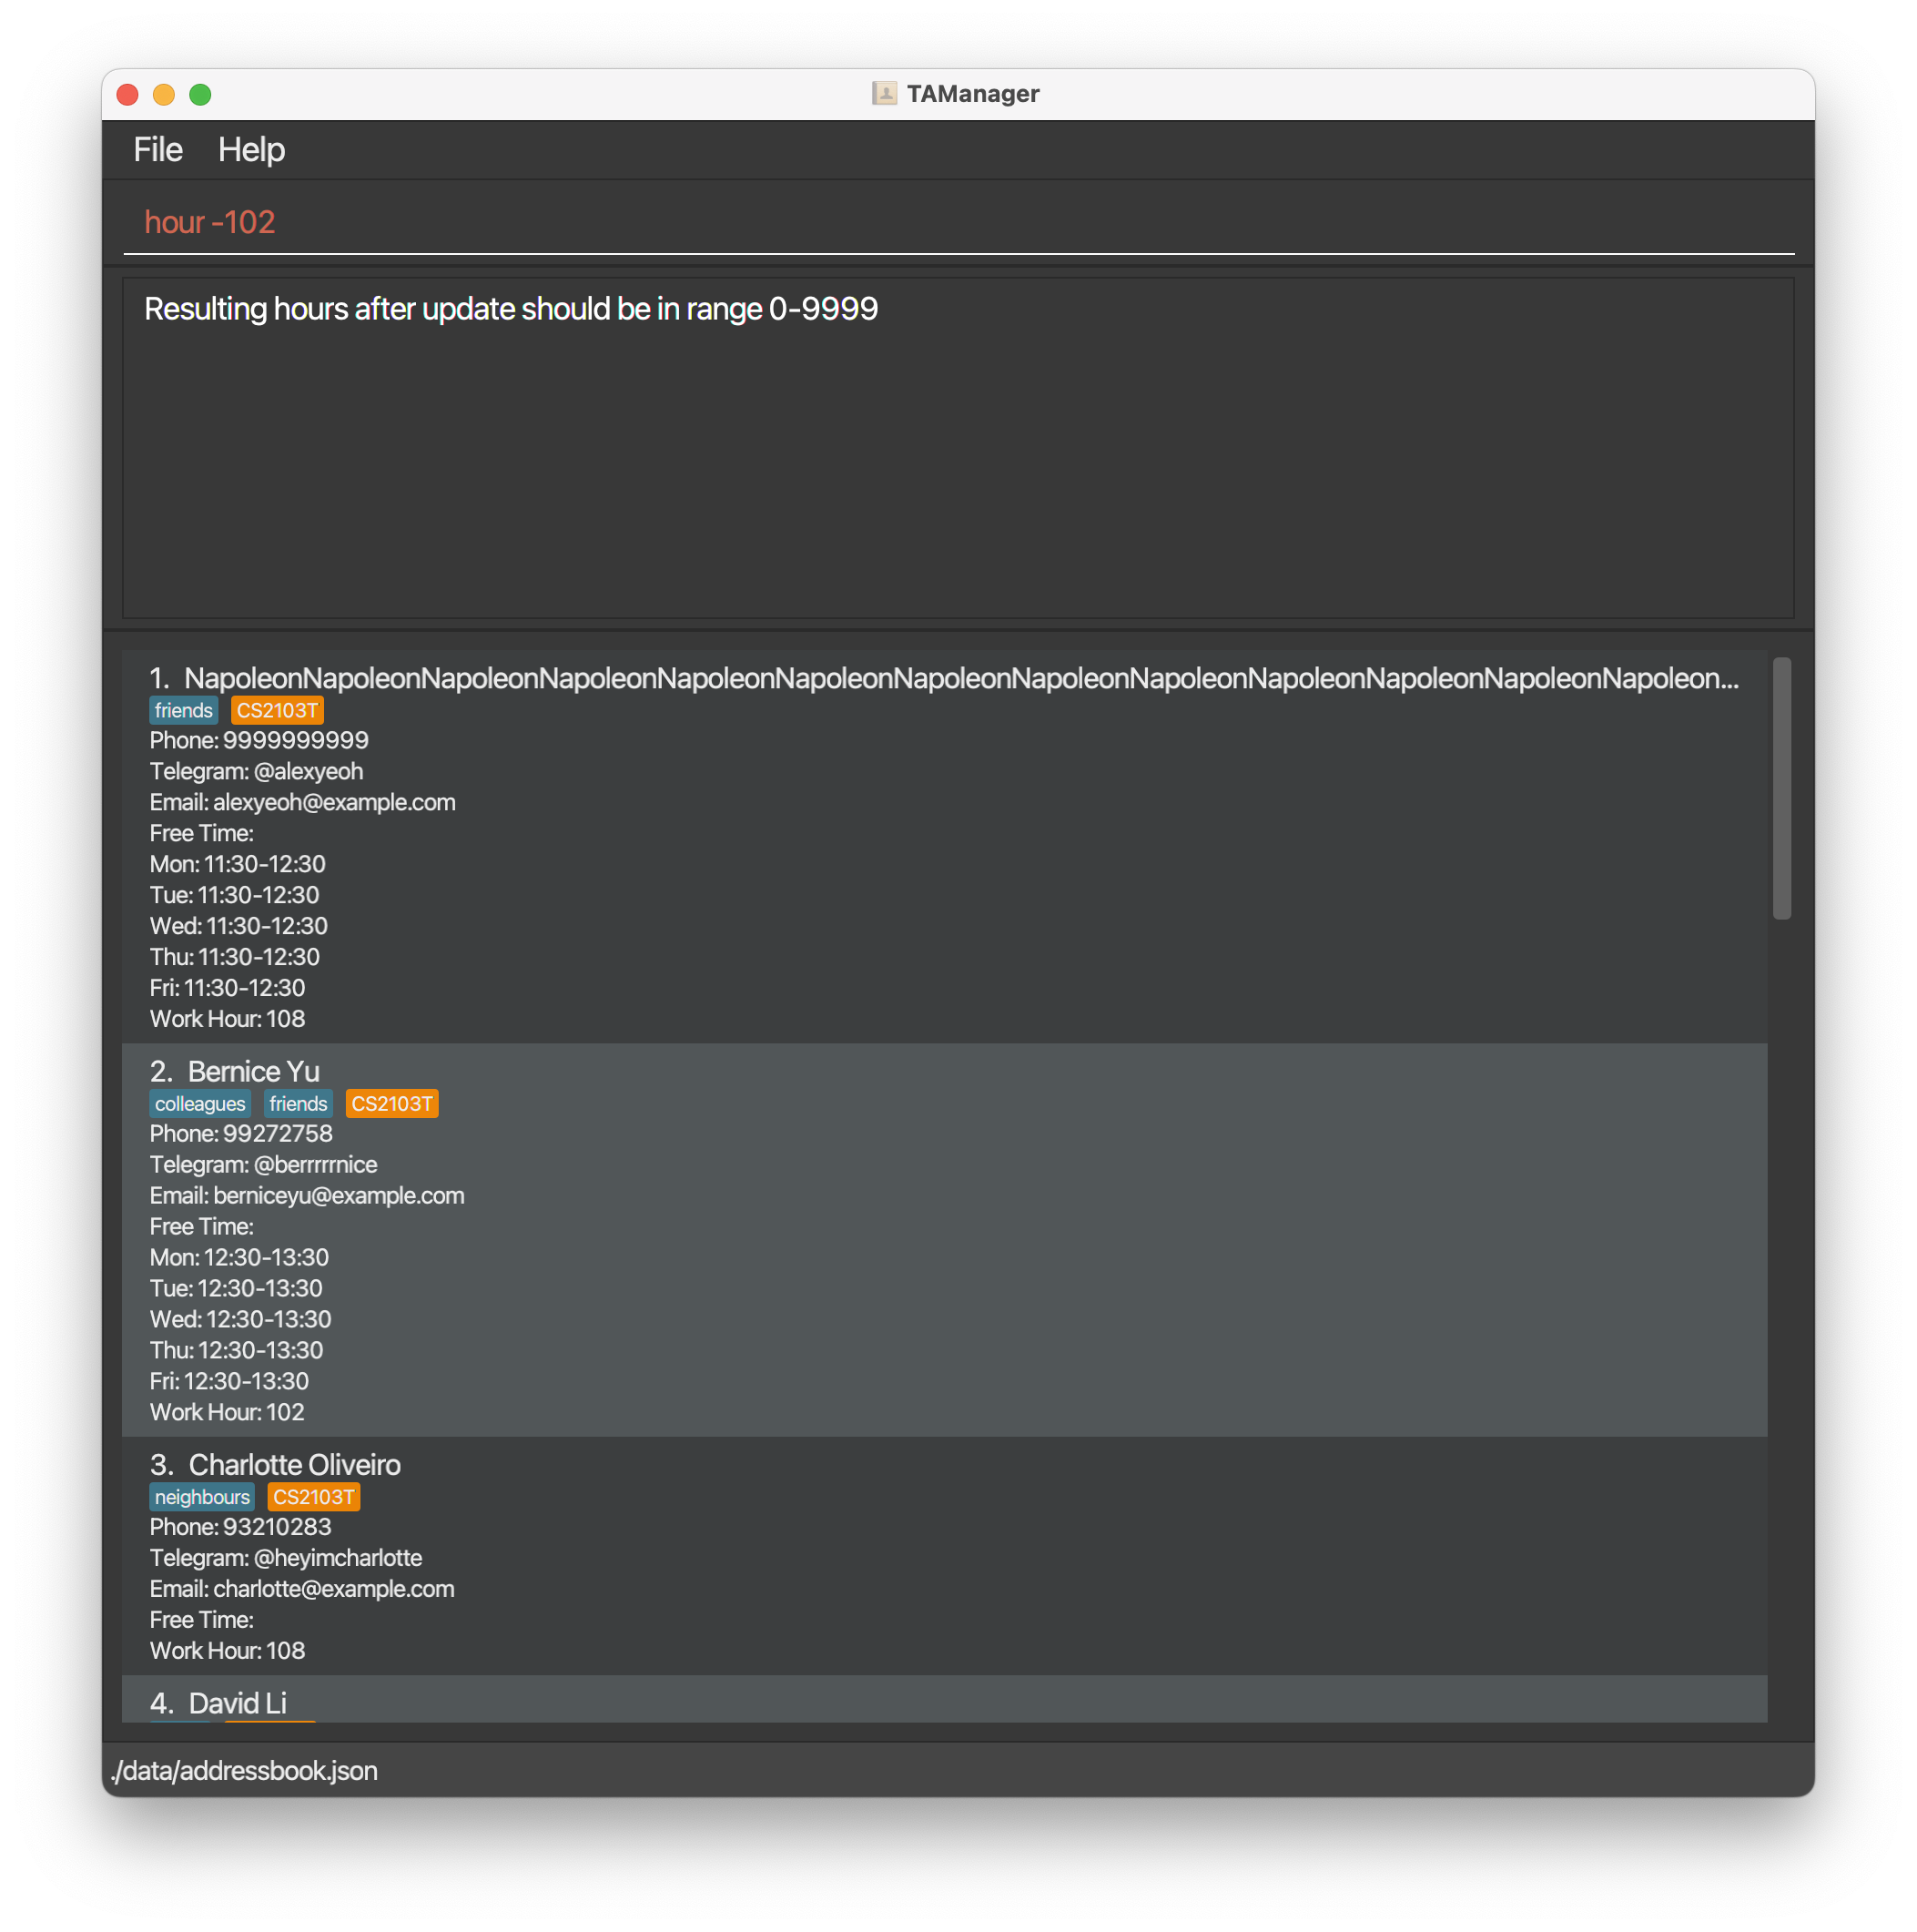 TAManager
File Help
hour -102
Resulting hours after update should be in range 0-9999
1. NapoleonNapoleonNapoleonNapoleonNapoleonNapoleonNapoleonNapoleonNapoleonNapoleonNapoleonNapoleonNapoleon...
friends CS2103T
Phone: 9999999999
Telegram: @alexyeoh
Email: alexyeoh@example.com
Free Time:
Mon: 11:30-12:30
Tue: 11:30-12:30
Wed: 11:30-12:30
Thu: 11:30-12:30
Fri: 11:30-12:30
Work Hour: 108
2. Bernice Yu
colleagues friends CS2103T
Phone: 99272758
Telegram: @berrrrrnice
Email: berniceyu@example.com
Free Time:
Mon: 12:30-13:30
Tue: 12:30-13:30
Wed: 12:30-13:30
Thu: 12:30-13:30
Fri: 12:30-13:30
Work Hour: 102
3. Charlotte Oliveiro
neighbours CS2103T
Phone: 93210283
Telegram: @heyimcharlotte
Email: charlotte@example.com
Free Time:
Work Hour: 108
4. David Li
./data/addressbook.json